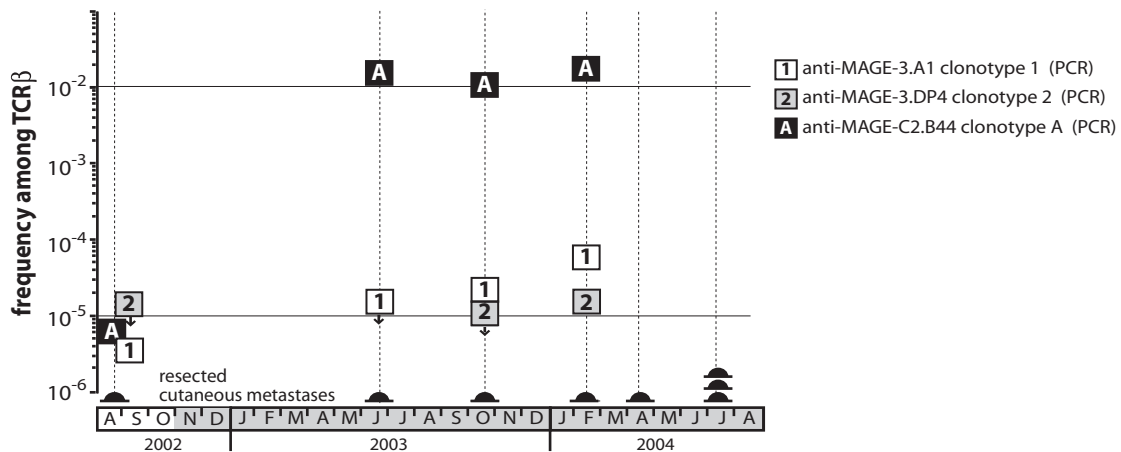 frequency among TCRβ
10-2
10-3
10-4
10-5
10-6
A
A
A
1
2
1
1
2
2
A
1
resected
cutaneous metastases
A S O N D J F M A M J J A S O N D J F M A M J J A
2002 2003 2004
1 anti-MAGE-3.A1 clonotype 1 (PCR)
2 anti-MAGE-3.DP4 clonotype 2 (PCR)
A anti-MAGE-C2.B44 clonotype A (PCR)